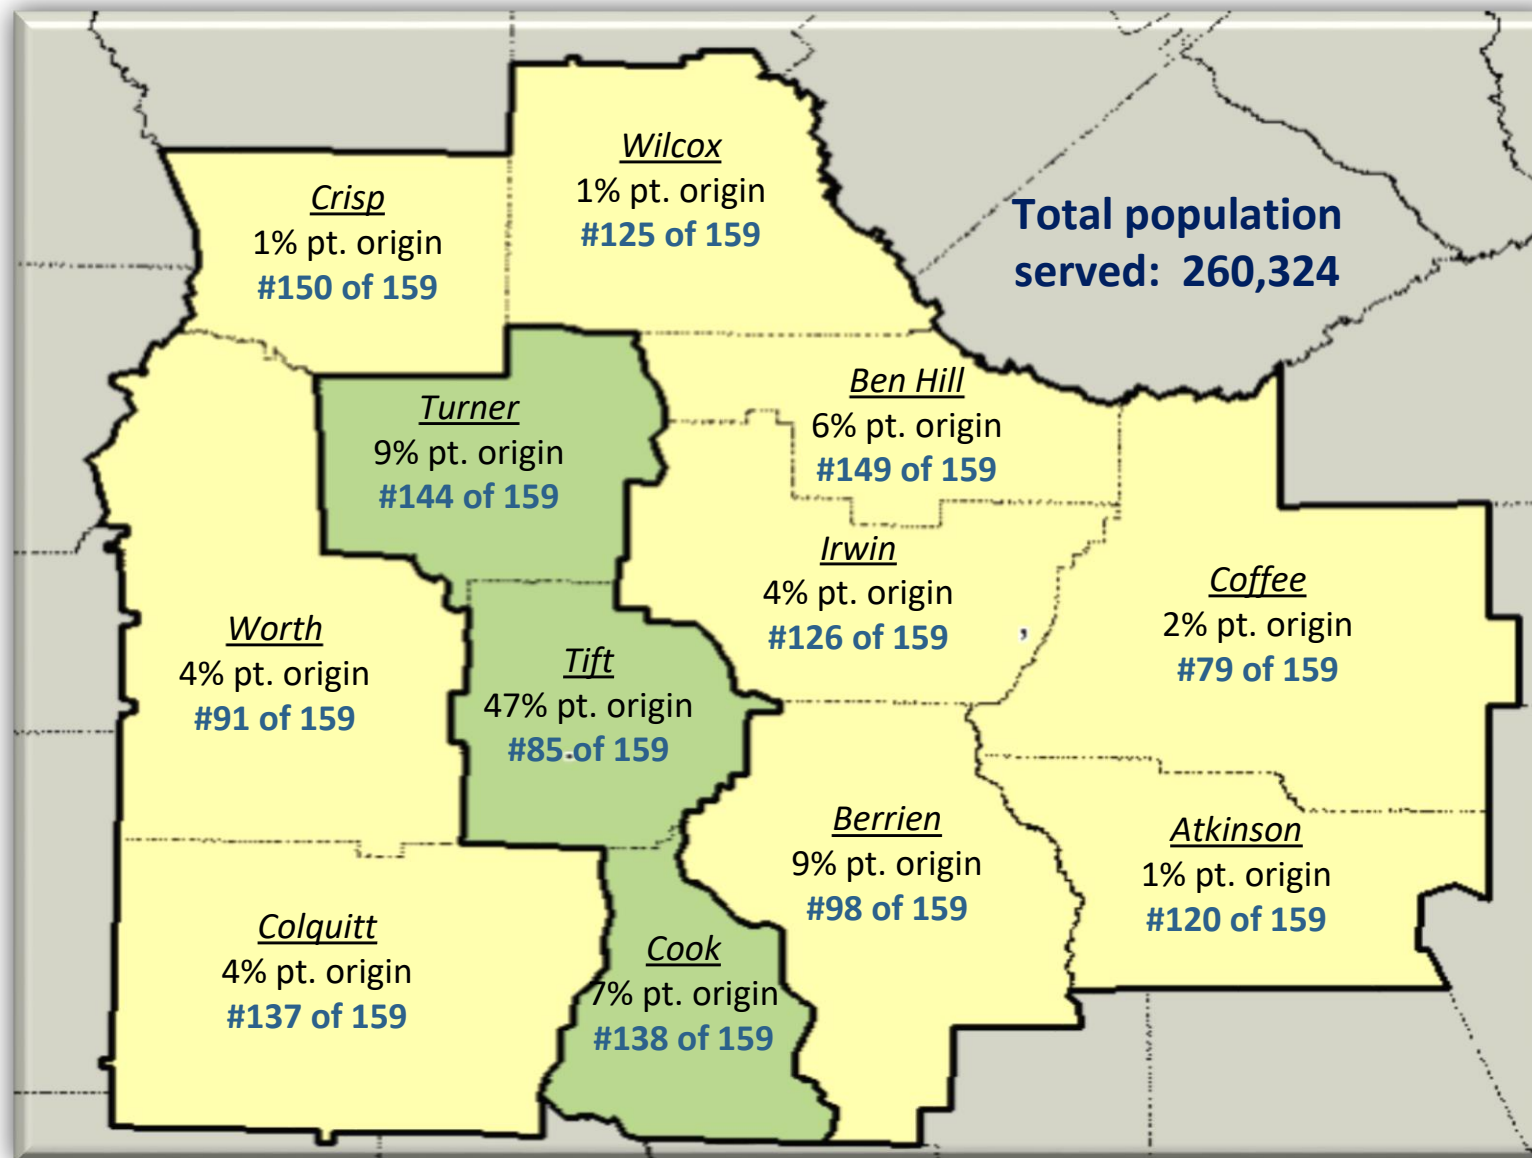 Wilcox
1% pt. origin
#125 of 159
Crisp
1% pt. origin
#150 of 159
Total population
served:  260,324
Turner
9% pt. origin
#144 of 159
Ben Hill
6% pt. origin
#149 of 159
Irwin
4% pt. origin
#126 of 159
Coffee
2% pt. origin
#79 of 159
Worth
4% pt. origin
#91 of 159
Tift
47% pt. origin
#85 of 159
Berrien
9% pt. origin
#98 of 159
Atkinson
1% pt. origin
#120 of 159
Colquitt
4% pt. origin
#137 of 159
Cook
7% pt. origin
#138 of 159